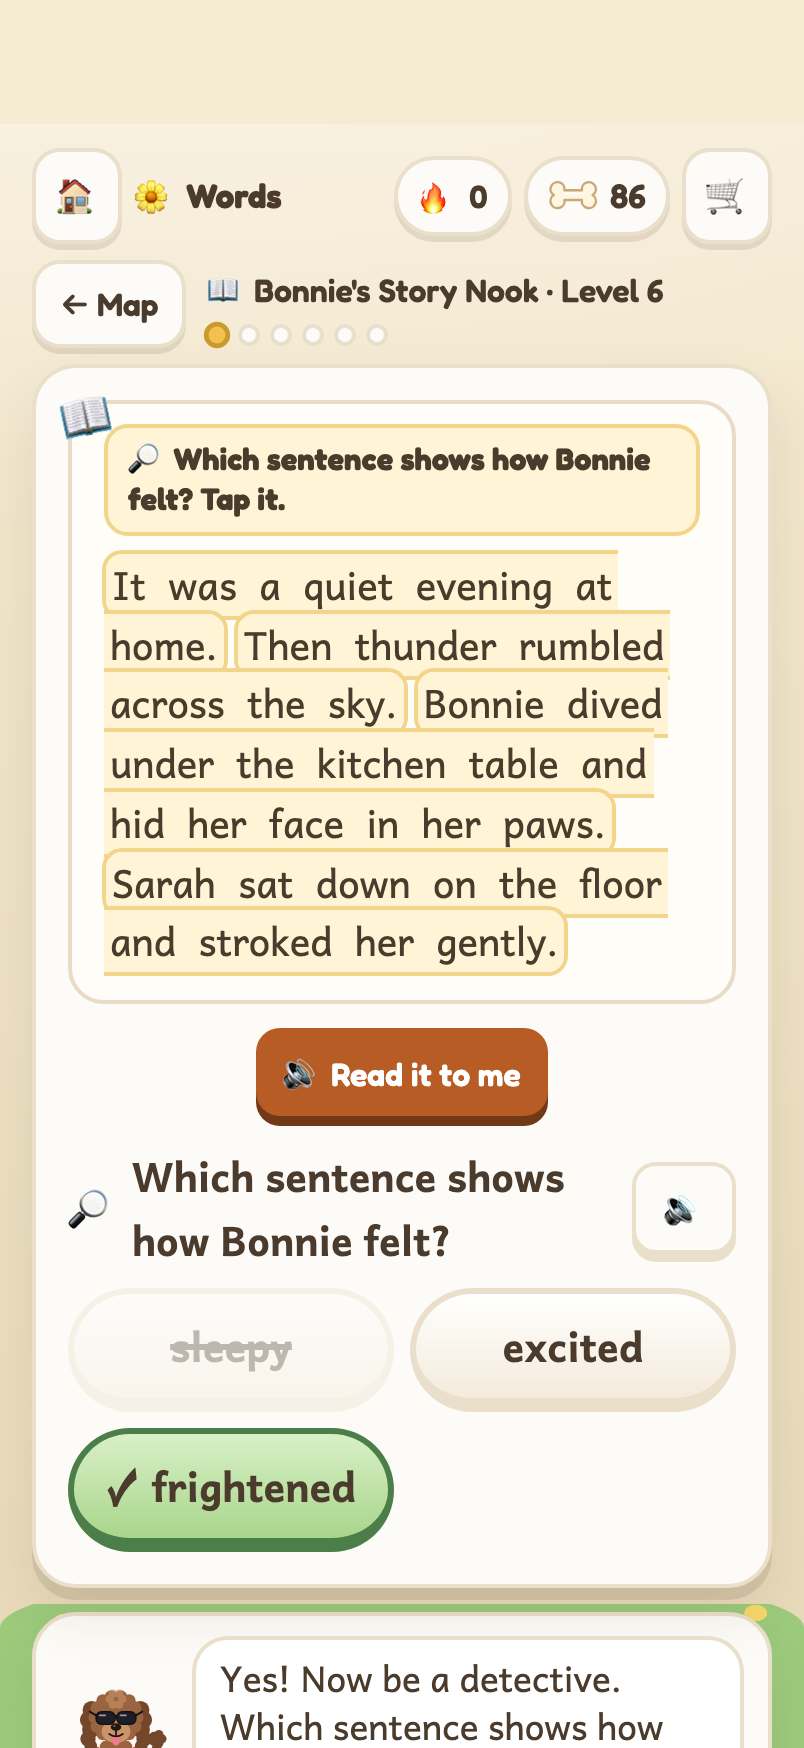 Words
0
86
← Map
Bonnie's Story Nook · Level 6
Which sentence shows how Bonnie
felt? Tap it.
It was a quiet evening at
home. Then thunder rumbled
across the sky. Bonnie dived
under the kitchen table and
hid her face in her paws.
Sarah sat down on the floor
and stroked her gently.
Read it to me
Which sentence shows
how Bonnie felt?
sleepy
excited
✓ frightened
Yes! Now be a detective.
Which sentence shows how